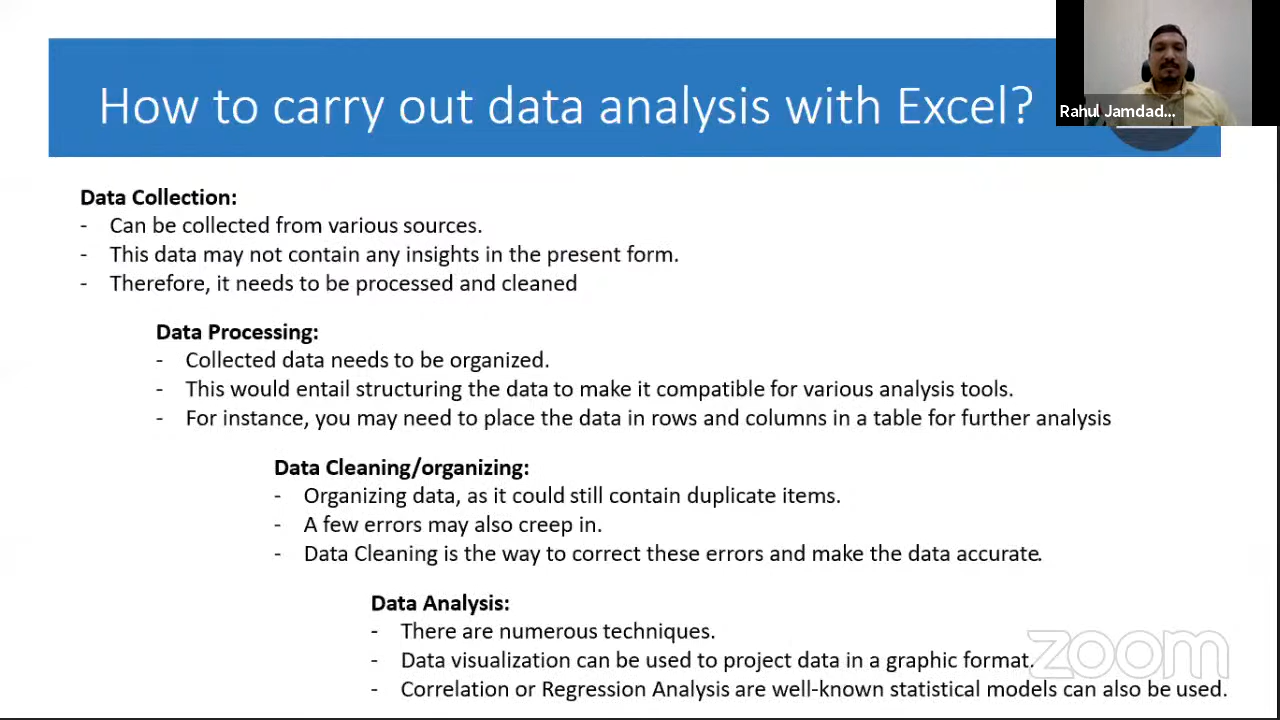 How to carry out data analysis with Excel?
Rahul Jamdad...
Data Collection:
- Can be collected from various sources.
- This data may not contain any insights in the present form.
- Therefore, it needs to be processed and cleaned
Data Processing:
- Collected data needs to be organized.
- This would entail structuring the data to make it compatible for various analysis tools.
- For instance, you may need to place the data in rows and columns in a table for further analysis
Data Cleaning/organizing:
- Organizing data, as it could still contain duplicate items.
- A few errors may also creep in.
- Data Cleaning is the way to correct these errors and make the data accurate.
Data Analysis:
- There are numerous techniques.
- Data visualization can be used to project data in a graphic format.
- Correlation or Regression Analysis are well-known statistical models can also be used.
zoom